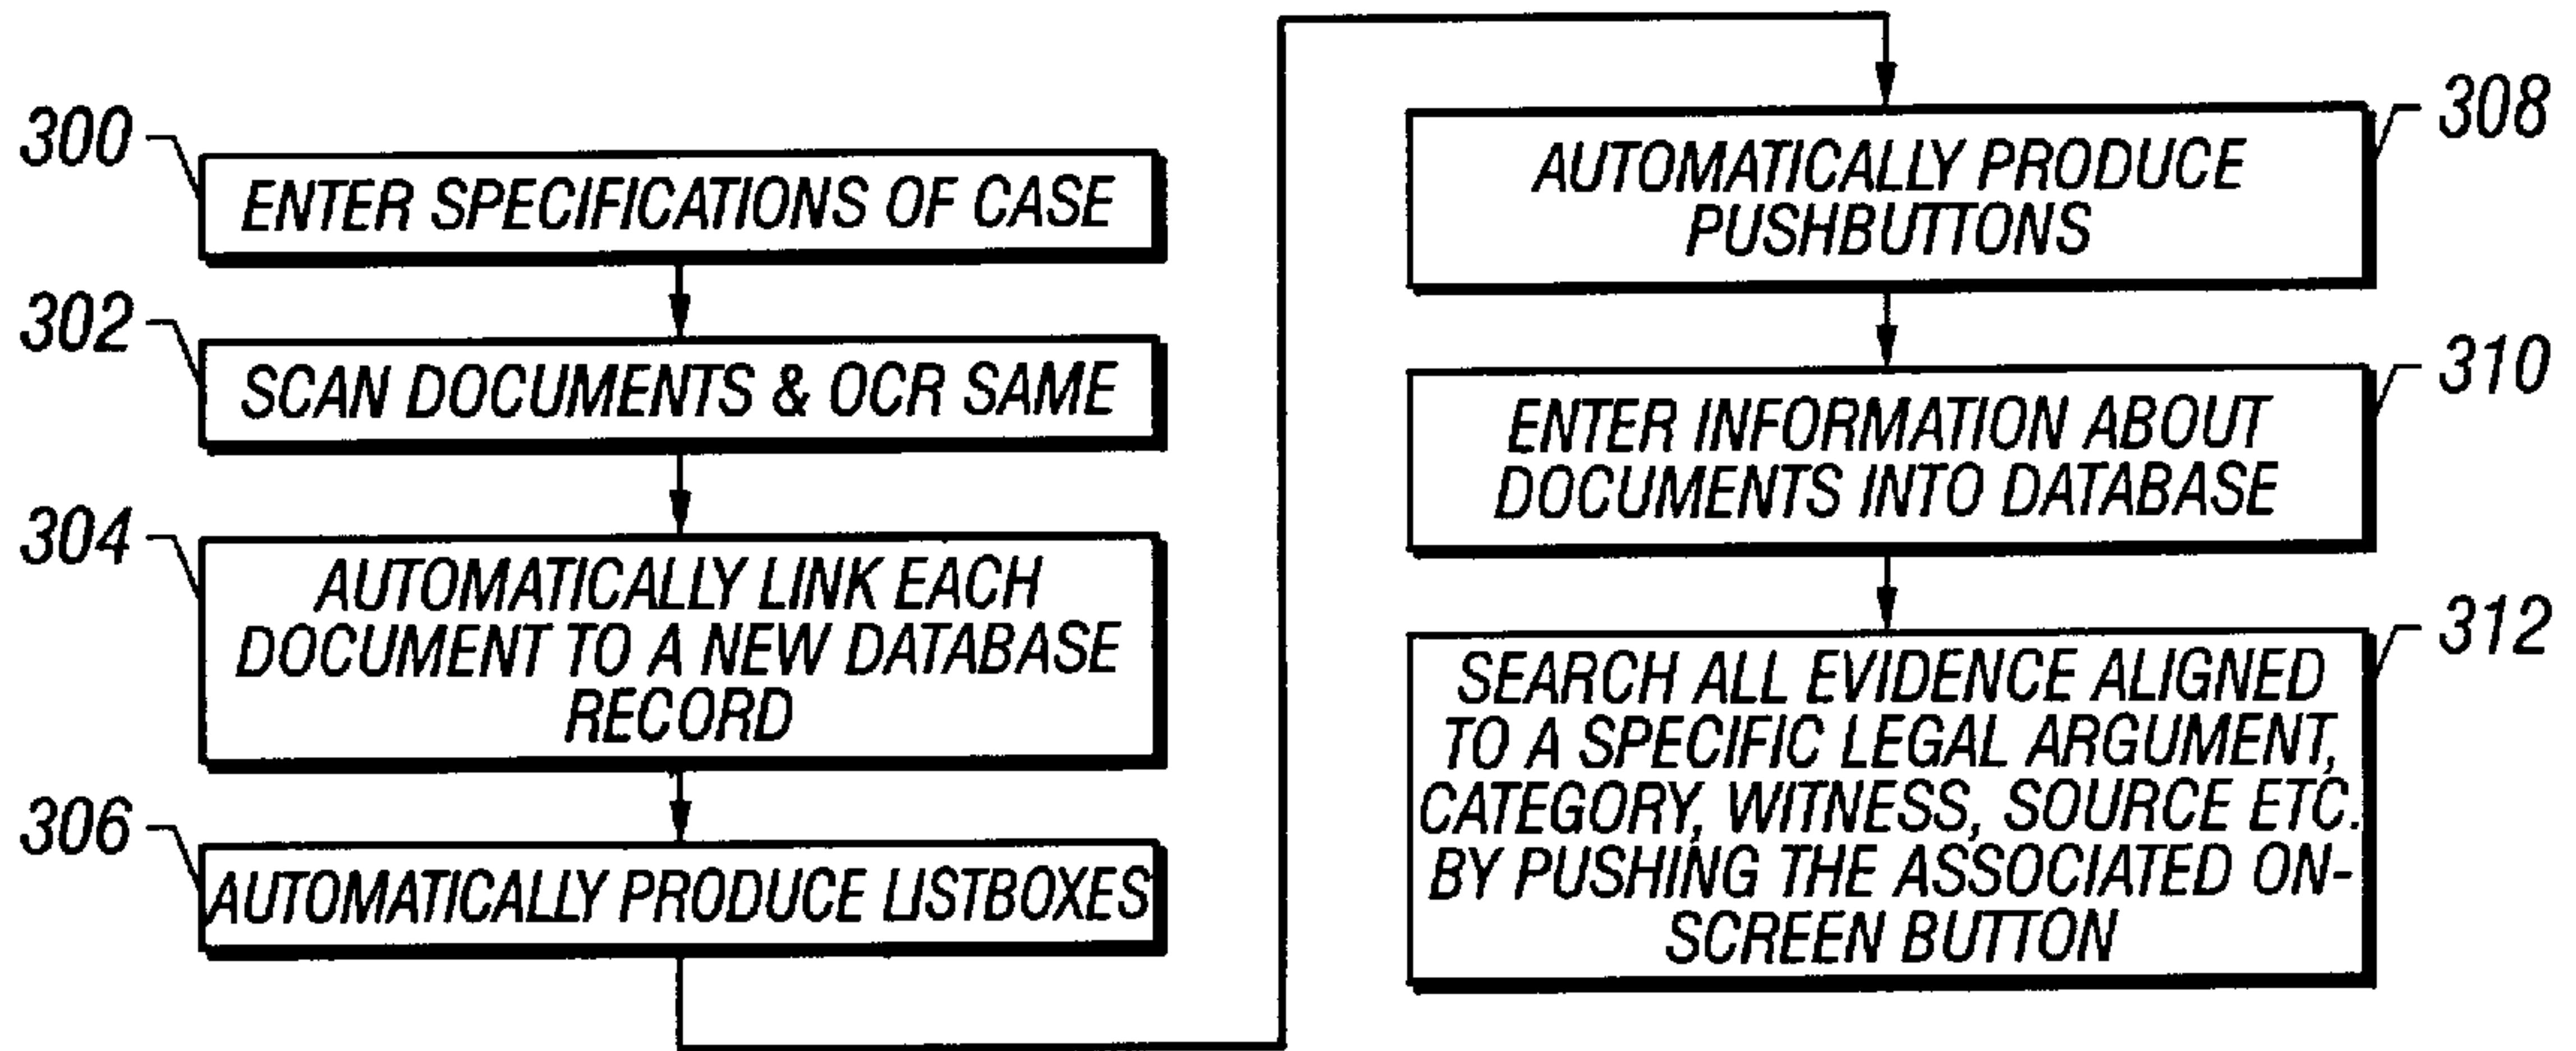 300
ENTER SPECIFICATIONS OF CASE
302
SCAN DOCUMENTS & OCR SAME
304
AUTOMATICALLY LINK EACH
DOCUMENT TO A NEW DATABASE
RECORD
306
AUTOMATICALLY PRODUCE LISTBOXES
308
AUTOMATICALLY PRODUCE
PUSHBUTTONS
310
ENTER INFORMATION ABOUT
DOCUMENTS INTO DATABASE
312
SEARCH ALL EVIDENCE ALIGNED
TO A SPECIFIC LEGAL ARGUMENT,
CATEGORY, WITNESS, SOURCE ETC.
BY PUSHING THE ASSOCIATED ON-
SCREEN BUTTON